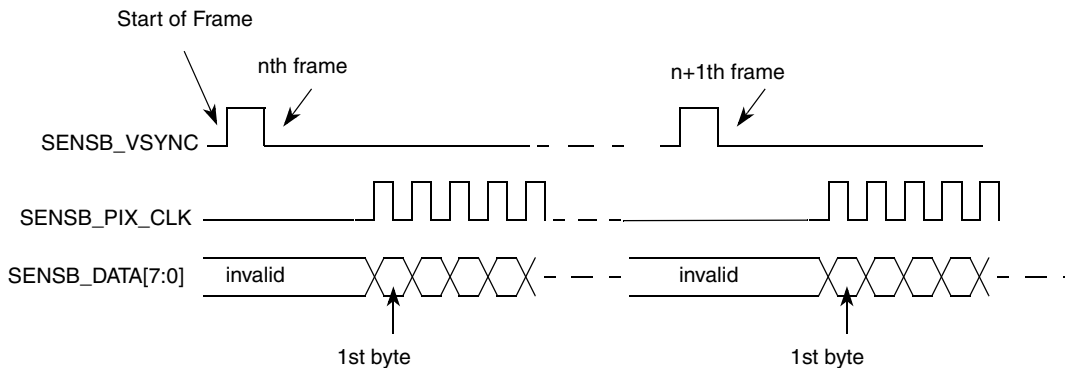 Start of Frame
nth frame
n+1th frame
SENSB_VSYNC
SENSB_PIX_CLK
SENSB_DATA[7:0]
invalid
invalid
1st byte
1st byte